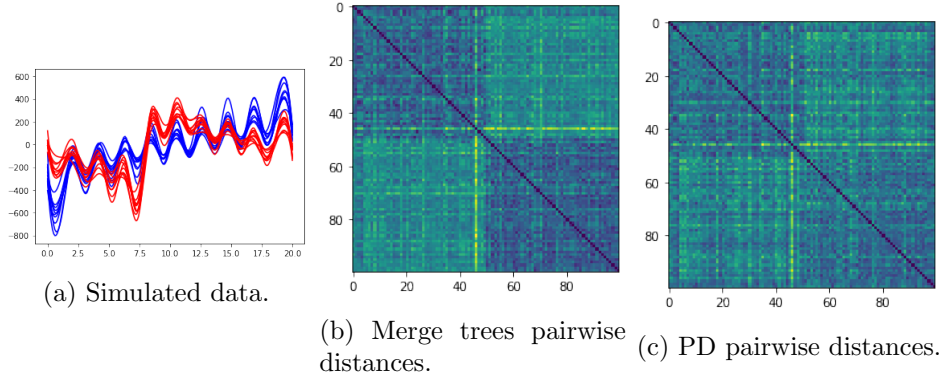 600
400
200
0
−200
−400
−600
−800
0.0 2.5 5.0 7.5 10.0 12.5 15.0 17.5 20.0
(a) Simulated data.
0
20
40
60
80
0 20 40 60 80
(b) Merge trees pairwise
distances.
0
20
40
60
80
0 20 40 60 80
(c) PD pairwise distances.